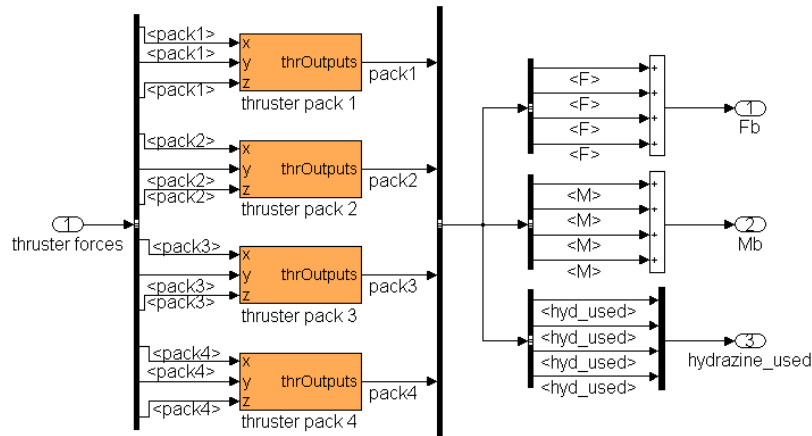 <pack1>
<pack1>
<pack1>
x
y
z
thrOutputs
thruster pack 1
pack1
<pack2>
<pack2>
<pack2>
x
y
z
thrOutputs
thruster pack 2
pack2
1
thruster forces
<pack3>
<pack3>
<pack3>
x
y
z
thrOutputs
thruster pack 3
pack3
<pack4>
<pack4>
<pack4>
x
y
z
thrOutputs
thruster pack 4
pack4
<F>
<F>
<F>
<F>
+
+
+
+
1
Fb
<M>
<M>
<M>
<M>
+
+
+
+
2
Mb
<hyd_used>
<hyd_used>
<hyd_used>
<hyd_used>
3
hydrazine_used